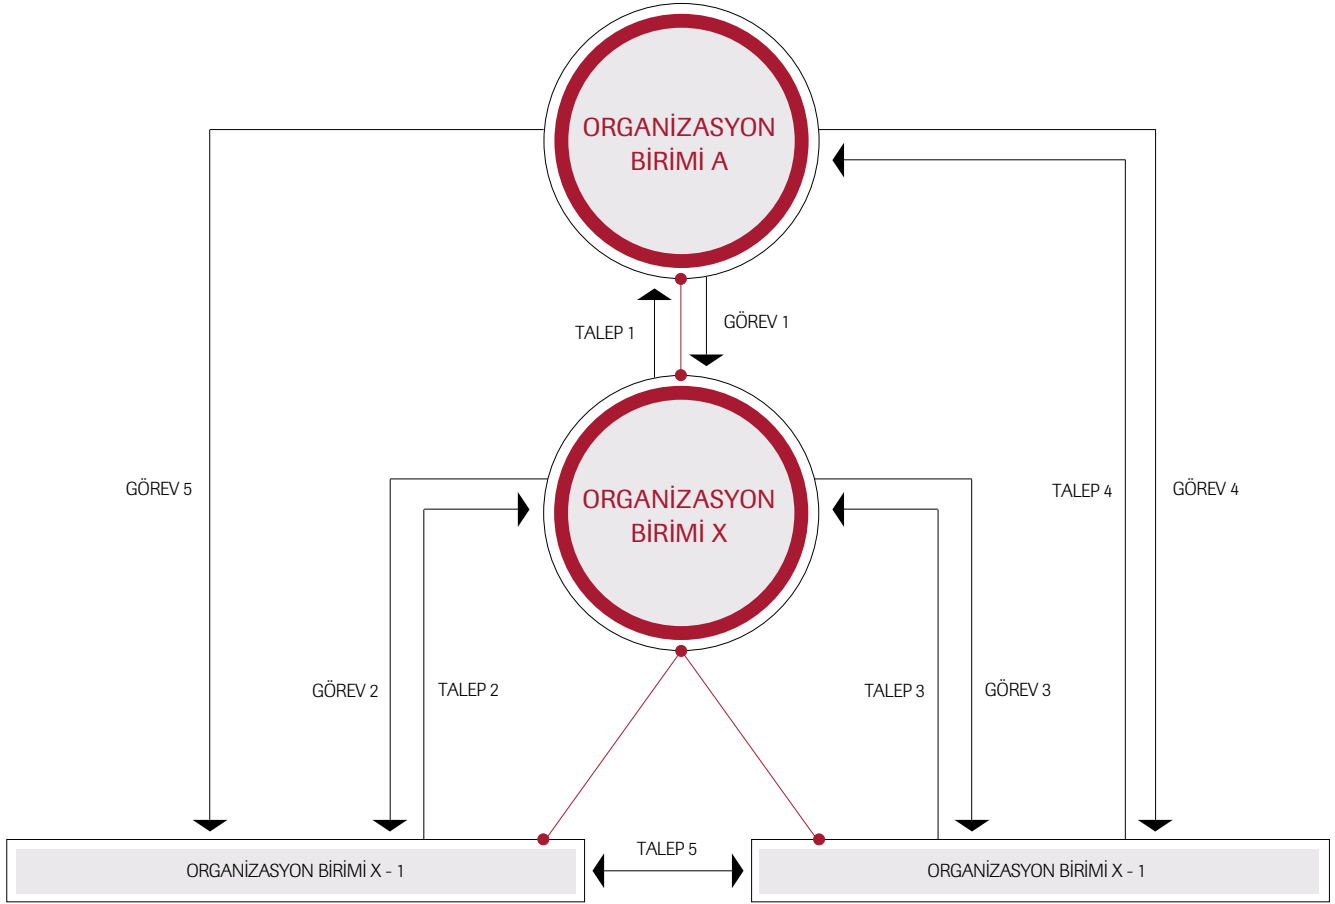 ORGANİZASYON
BİRİMİ A
TALEP 1
GÖREV 1
GÖREV 5
ORGANİZASYON
BİRİMİ X
TALEP 4
GÖREV 4
GÖREV 2
TALEP 2
TALEP 3
GÖREV 3
TALEP 5
ORGANİZASYON BİRİMİ X - 1
ORGANİZASYON BİRİMİ X - 1